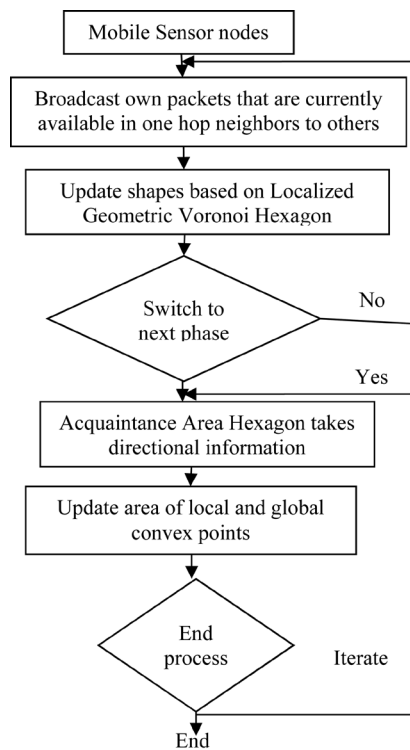 Mobile Sensor nodes
Broadcast own packets that are currently
available in one hop neighbors to others
Update shapes based on Localized
Geometric Voronoi Hexagon
Switch to
next phase
No
Yes
Acquaintance Area Hexagon takes
directional information
Update area of local and global
convex points
End
process
Iterate
End